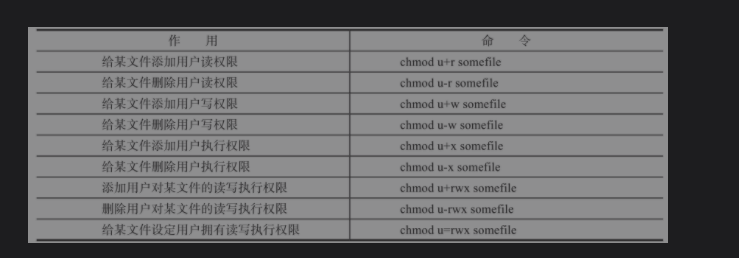 作 用 命 令
给某文件添加用户读权限 chmod u+r somefile
给某文件删除用户读权限 chmod u-r somefile
给某文件添加用户写权限 chmod u+w somefile
给某文件删除用户写权限 chmod u-w somefile
给某文件添加用户执行权限 chmod u+x somefile
给某文件删除用户执行权限 chmod u-x somefile
添加用户对某文件的读写执行权限 chmod u+rwx somefile
删除用户对某文件的读写执行权限 chmod u-rwx somefile
给某文件设定用户拥有读写执行权限 chmod u=rwx somefile